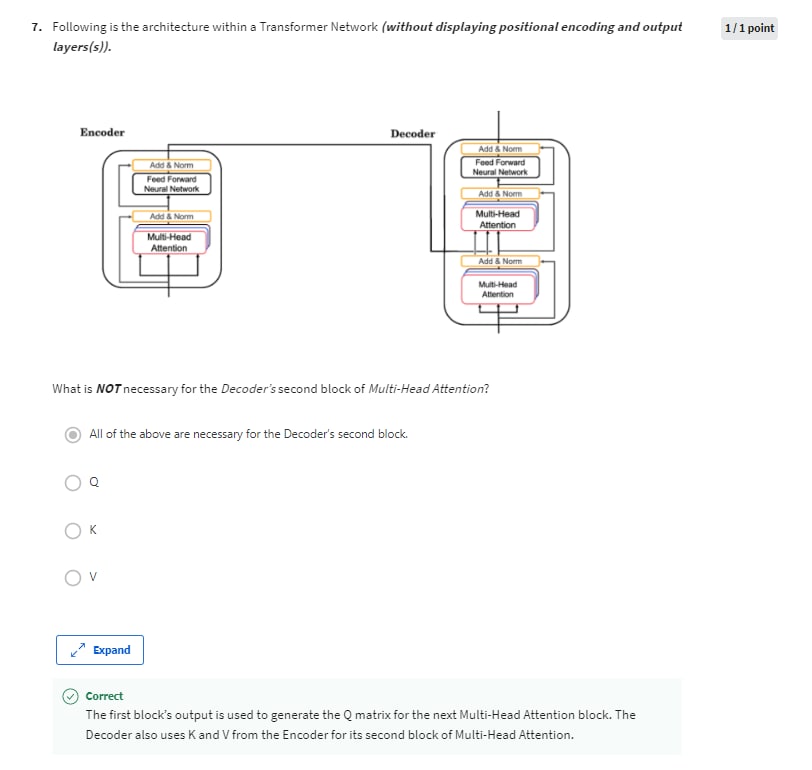 7. Following is the architecture within a Transformer Network (without displaying positional encoding and output
layers(s)).
1 / 1 point
Encoder
Add & Norm
Feed Forward
Neural Network
Add & Norm
Multi-Head
Attention
Decoder
Add & Norm
Feed Forward
Neural Network
Add & Norm
Multi-Head
Attention
Add & Norm
Multi-Head
Attention
What is NOT necessary for the Decoder's second block of Multi-Head Attention?
All of the above are necessary for the Decoder's second block.
Q
K
V
Expand
Correct
The first block's output is used to generate the Q matrix for the next Multi-Head Attention block. The
Decoder also uses K and V from the Encoder for its second block of Multi-Head Attention.